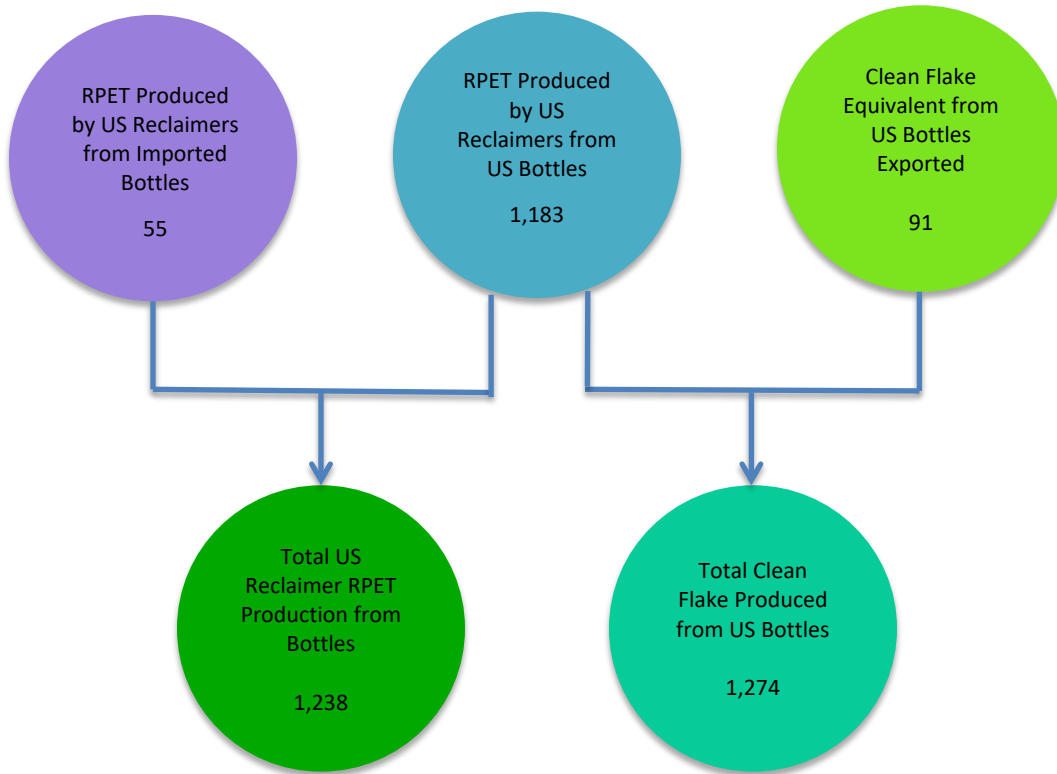 RPET Produced
by US Reclaimers
from Imported
Bottles
55
RPET Produced
by US
Reclaimers from
US Bottles
1,183
Clean Flake
Equivalent from
US Bottles
Exported
91
Total US
Reclaimer RPET
Production from
Bottles
1,238
Total Clean
Flake Produced
from US Bottles
1,274